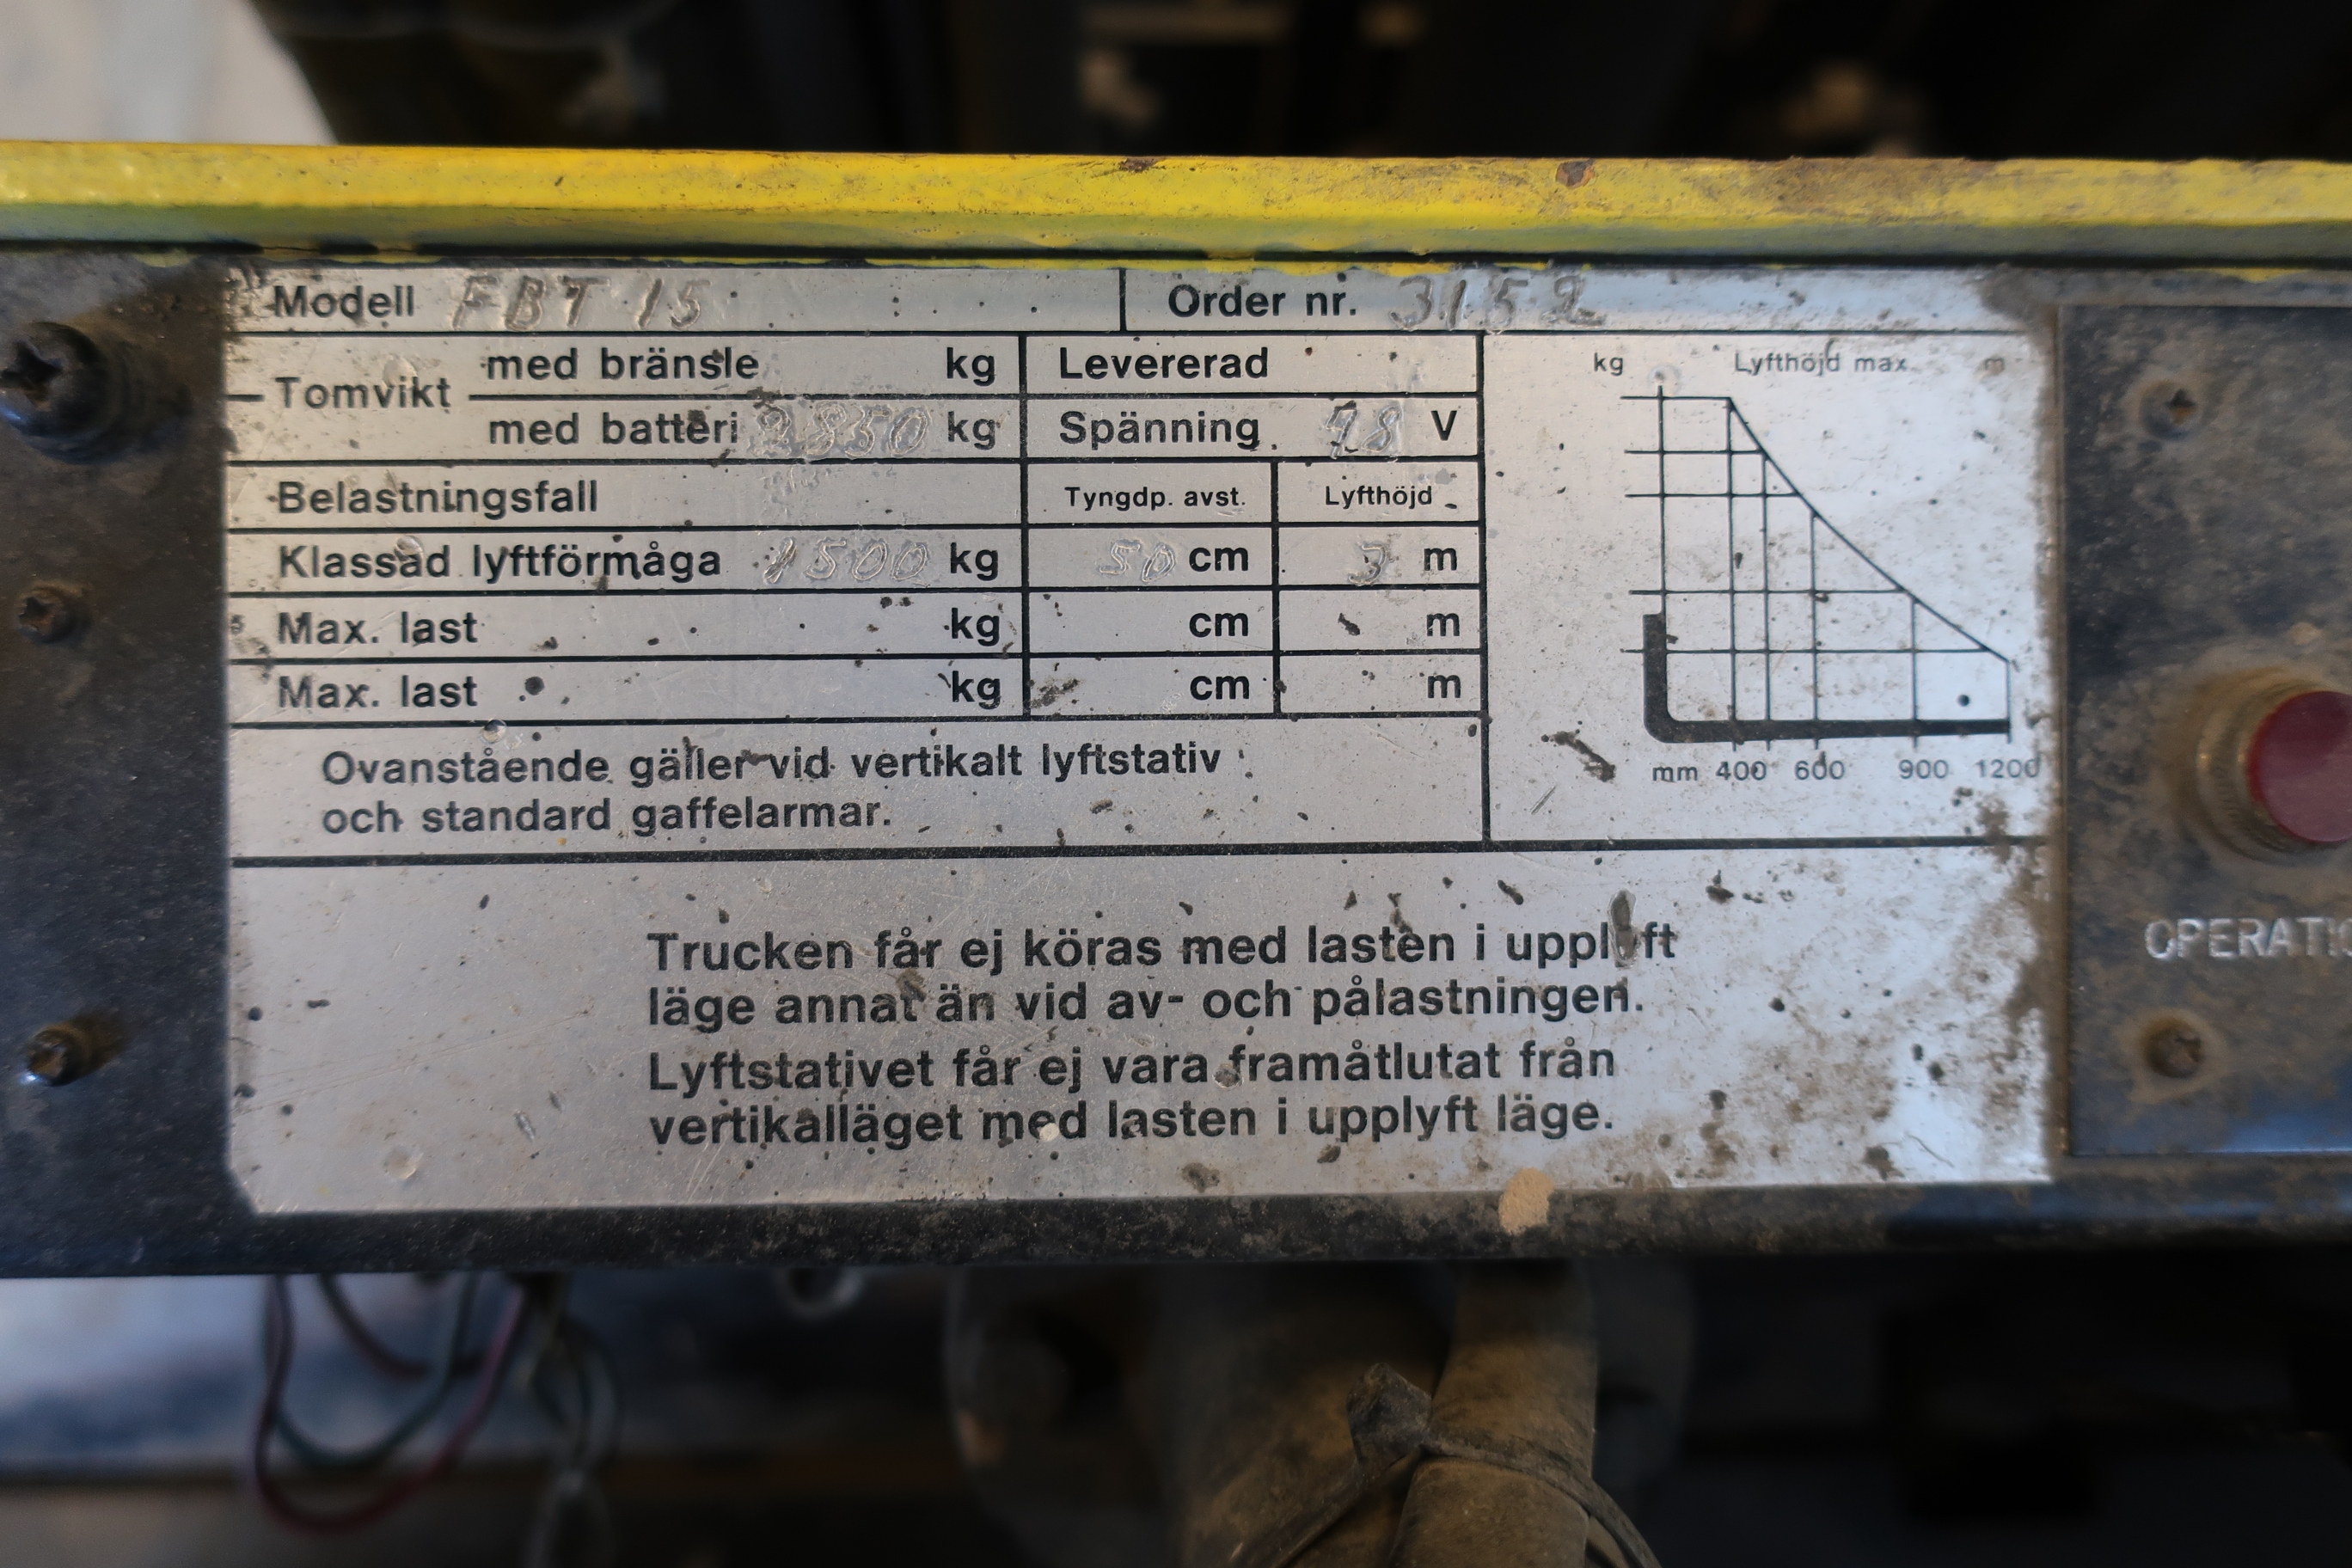 Modell FBT 15 Order nr. 3152
Tomvikt med bränsle kg Levererad
med batteri 2850 kg Spänning 48 V
Belastningsfall Tyngdp. avst. Lyfthöjd
Klassad lyftförmåga 1500 kg 50 cm 3 m
Max. last kg cm m
Max. last kg cm m
Ovanstående gäller vid vertikalt lyftstativ
och standard gaffelarmar.
kg Lyfthöjd max. m
mm 400 600 900 1200
Trucken får ej köras med lasten i upplyft
läge annat än vid av- och pålastningen.
Lyftstativet får ej vara framåtlutat från
vertikalläget med lasten i upplyft läge.